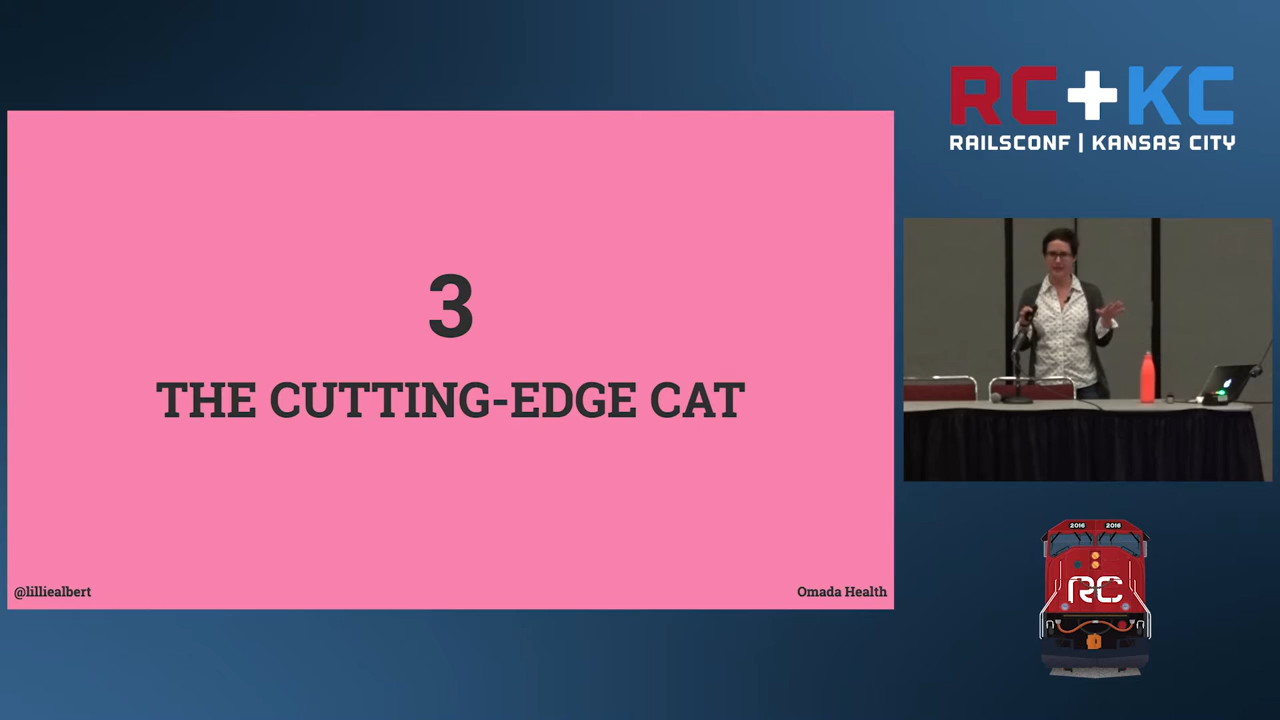 RC+KC
RAILSCONF | KANSAS CITY
3
THE CUTTING-EDGE CAT
@lilliealbert
Omada Health
2016
2016
RC